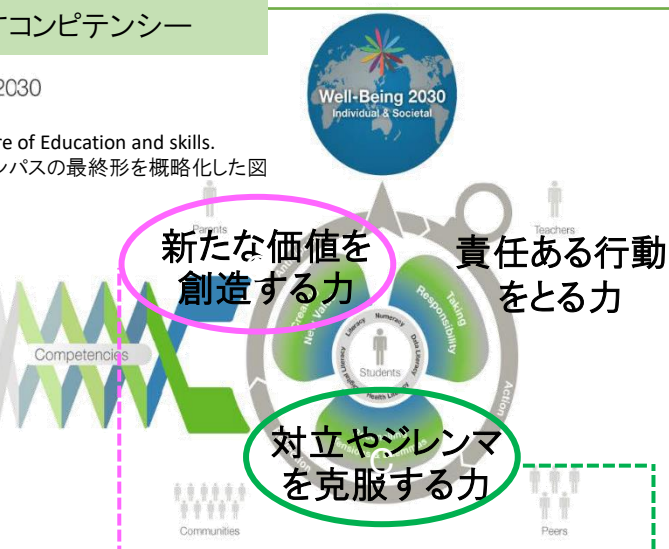 コンピテンシー
2030
re of Education and skills.
ンパスの最終形を概略化した図
Well-Being 2030
Individual & Societal
Parents
Teachers
新たな価値を
創造する力
責任ある行動
をとる力
Taking
Responsibility
Literacy
Numeracy
Data Literacy
Health Literacy
Students
Competencies
Action
対立やジレンマ
を克服する力
Communities
Peers